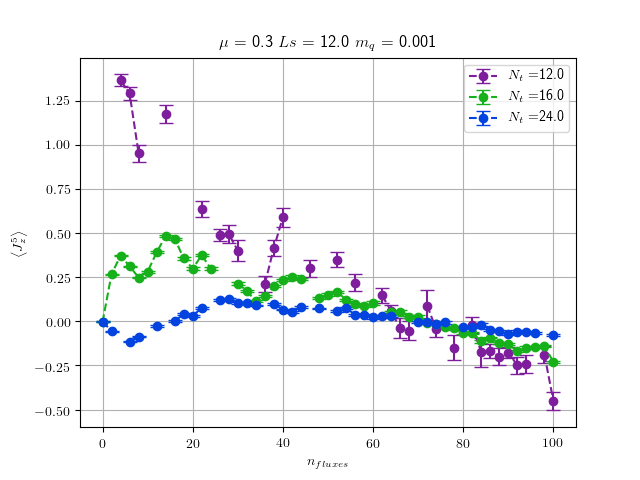 μ = 0.3 Ls = 12.0 m_q = 0.001
N_t =12.0
N_t =16.0
N_t =24.0
⟨J_z^5⟩
1.25
1.00
0.75
0.50
0.25
0.00
−0.25
−0.50
0 20 40 60 80 100
n_fluxes